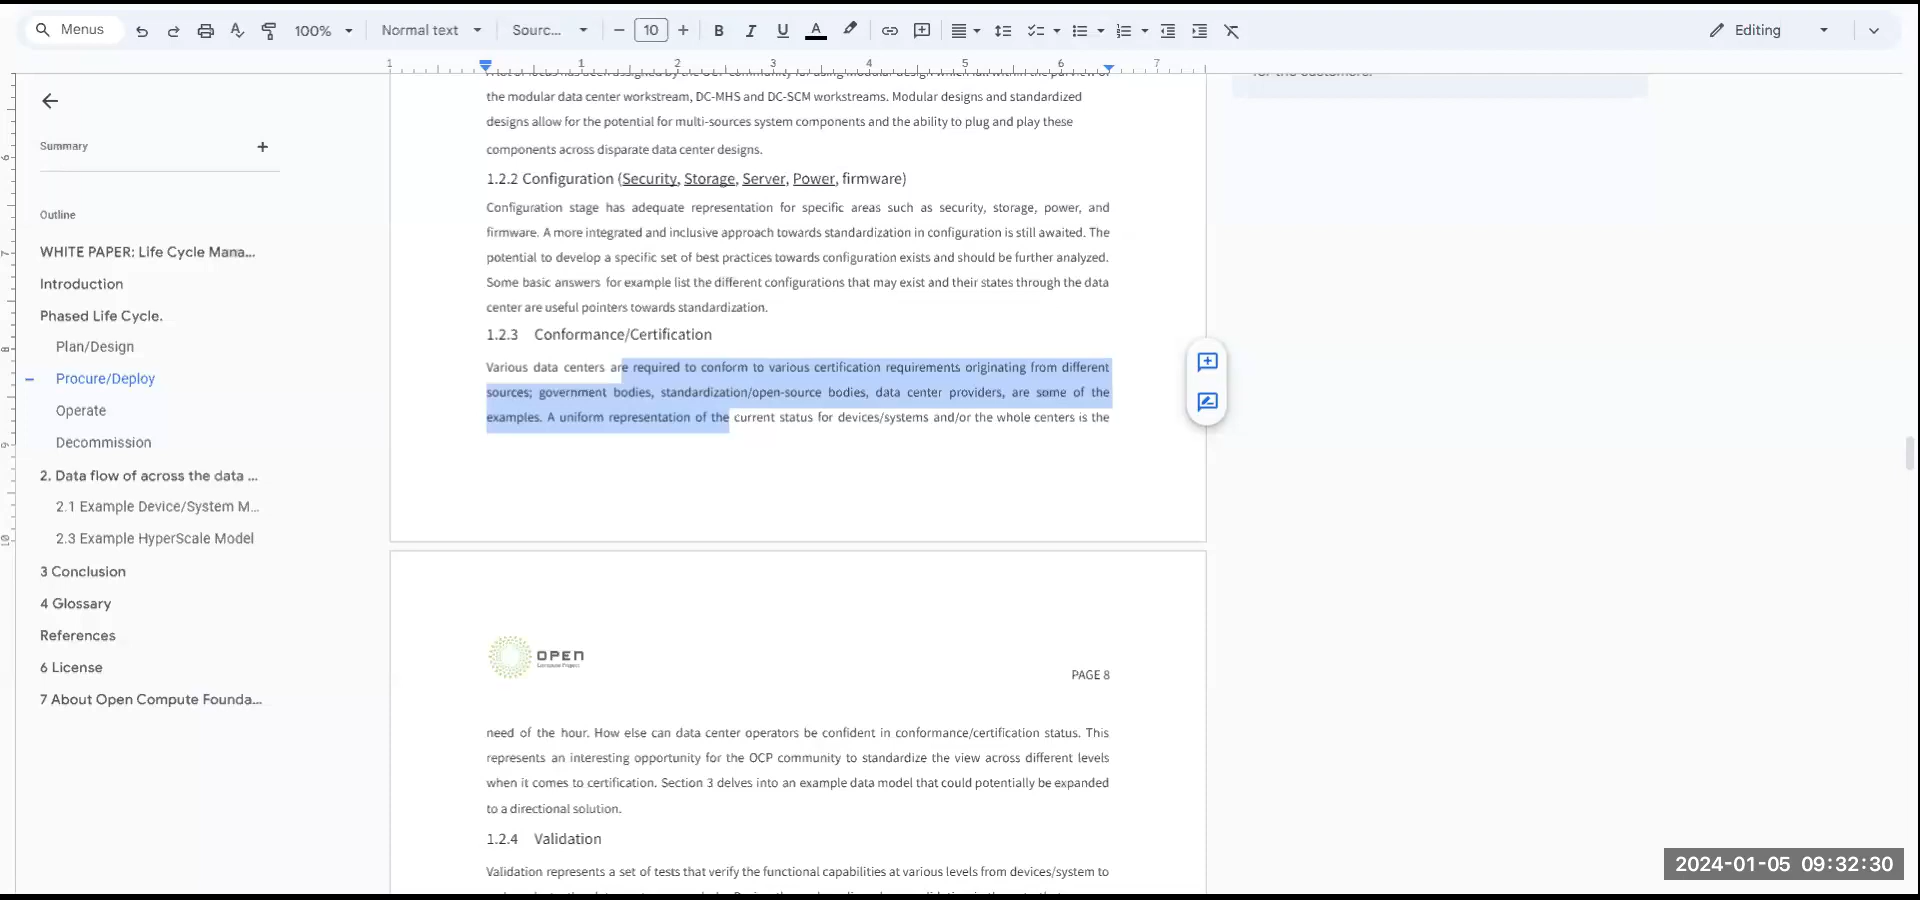 Menus
100%
Normal text
Sourc...
10
Editing
1 1 2 3 4 5 6 7
for the customers.
Summary
Outline
WHITE PAPER: Life Cycle Mana...
Introduction
Phased Life Cycle.
Plan/Design
Procure/Deploy
Operate
Decommission
2. Data flow of across the data ...
2.1 Example Device/System M...
2.3 Example HyperScale Model
3 Conclusion
4 Glossary
References
6 License
7 About Open Compute Founda...
the modular data center workstream, DC-MHS and DC-SCM workstreams. Modular designs and standardized
designs allow for the potential for multi-sources system components and the ability to plug and play these
components across disparate data center designs.
1.2.2 Configuration (Security, Storage, Server, Power, firmware)
Configuration stage has adequate representation for specific areas such as security, storage, power, and
firmware. A more integrated and inclusive approach towards standardization in configuration is still awaited. The
potential to develop a specific set of best practices towards configuration exists and should be further analyzed.
Some basic answers for example list the different configurations that may exist and their states through the data
center are useful pointers towards standardization.
1.2.3 Conformance/Certification
Various data centers are required to conform to various certification requirements originating from different
sources; government bodies, standardization/open-source bodies, data center providers, are some of the
examples. A uniform representation of the current status for devices/systems and/or the whole centers is the
OPEN
Compute Project
PAGE 8
need of the hour. How else can data center operators be confident in conformance/certification status. This
represents an interesting opportunity for the OCP community to standardize the view across different levels
when it comes to certification. Section 3 delves into an example data model that could potentially be expanded
to a directional solution.
1.2.4 Validation
Validation represents a set of tests that verify the functional capabilities at various levels from devices/system to
2024-01-05 09:32:30